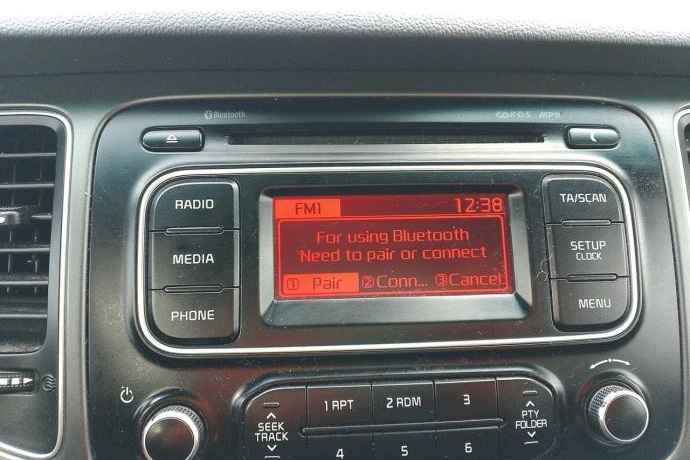 Bluetooth R·D·S MP3
RADIO
MEDIA
PHONE
FM1 12:38
For using Bluetooth
Need to pair or connect
① Pair ②Conn... ③Cancel
TA/SCAN
SETUP
CLOCK
MENU
SEEK
TRACK
1 RPT 2 RDM 3
4 5 6
PTY
FOLDER